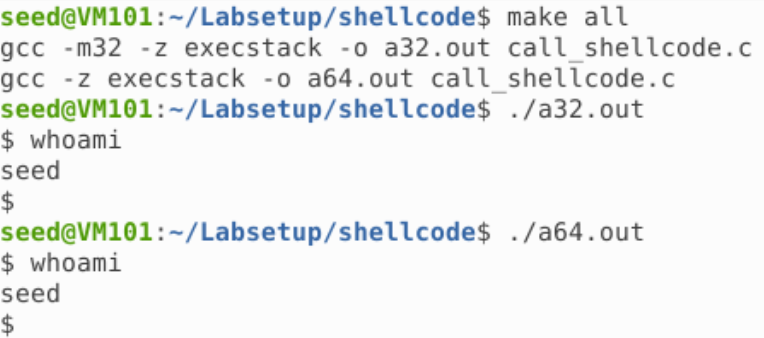 seed@VM101:~/Labsetup/shellcode$ make all
gcc -m32 -z execstack -o a32.out call_shellcode.c
gcc -z execstack -o a64.out call_shellcode.c
seed@VM101:~/Labsetup/shellcode$ ./a32.out
$ whoami
seed
$
seed@VM101:~/Labsetup/shellcode$ ./a64.out
$ whoami
seed
$